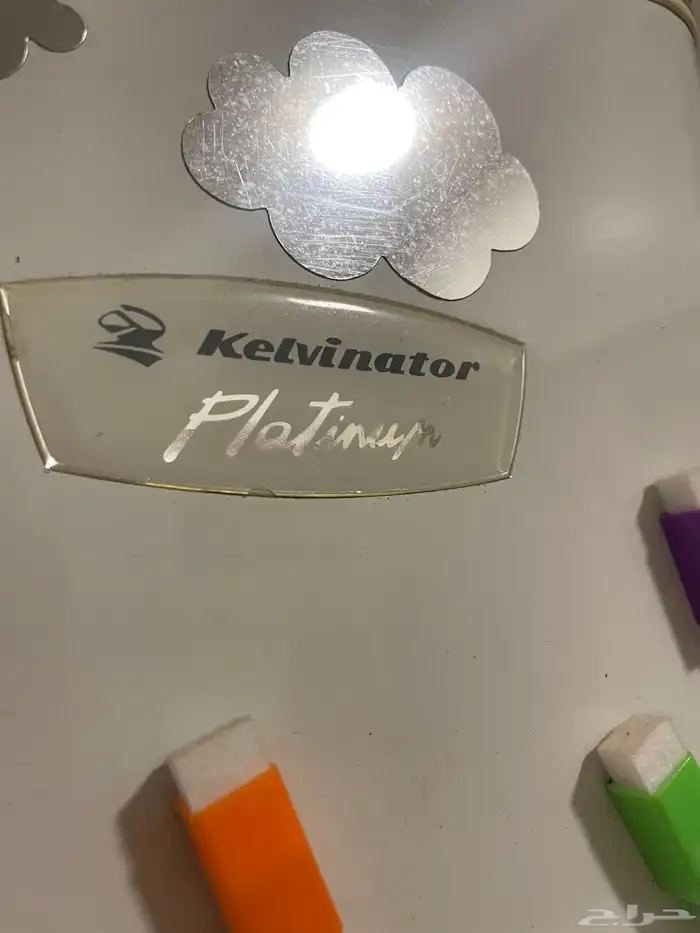 Kelvinator
Platinum
حراج